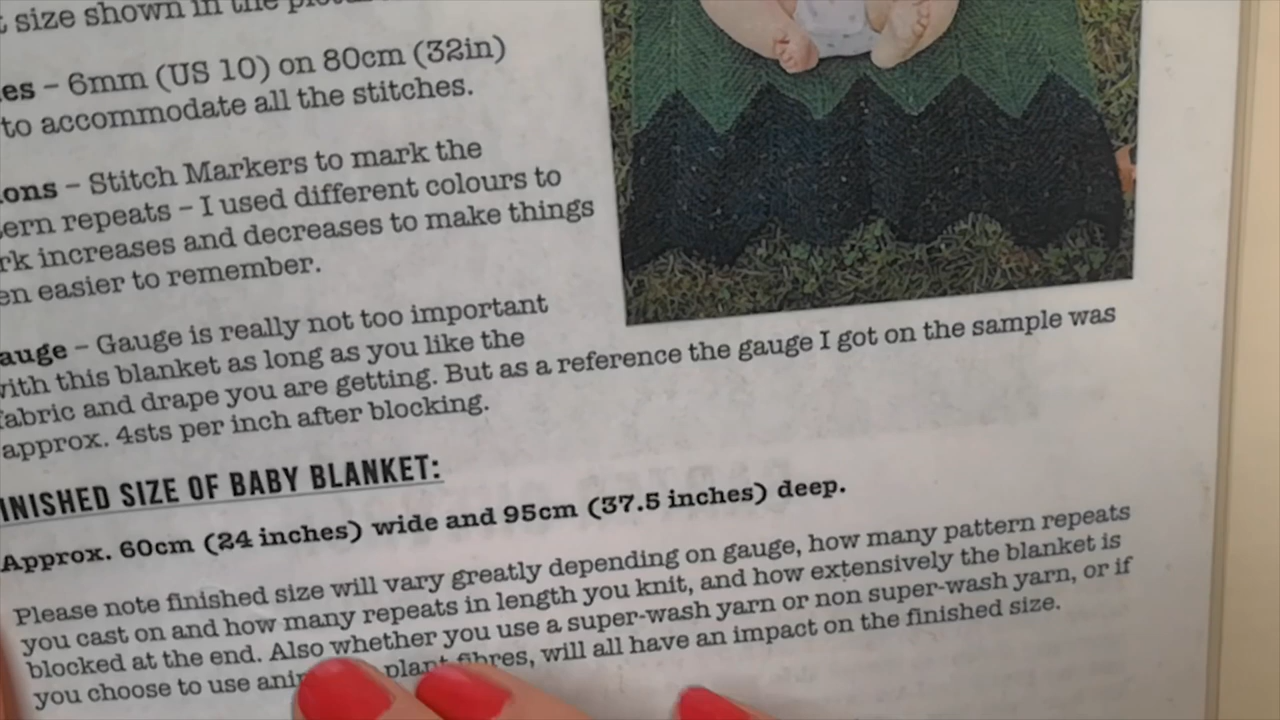 size shown in the
es – 6mm (US 10) on 80cm (32in)
to accommodate all the stitches.
ons – Stitch Markers to mark the
ern repeats – I used different colours to
rk increases and decreases to make things
en easier to remember.
auge – Gauge is really not too important
with this blanket as long as you like the
fabric and drape you are getting. But as a reference the gauge I got on the sample was
approx. 4sts per inch after blocking.
INISHED SIZE OF BABY BLANKET:
Approx. 60cm (24 inches) wide and 95cm (37.5 inches) deep.
Please note finished size will vary greatly depending on gauge, how many pattern repeats
you cast on and how many repeats in length you knit, and how extensively the blanket is
blocked at the end. Also whether you use a super-wash yarn or non super-wash yarn, or if
you choose to use plant fibres, will all have an impact on the finished size.